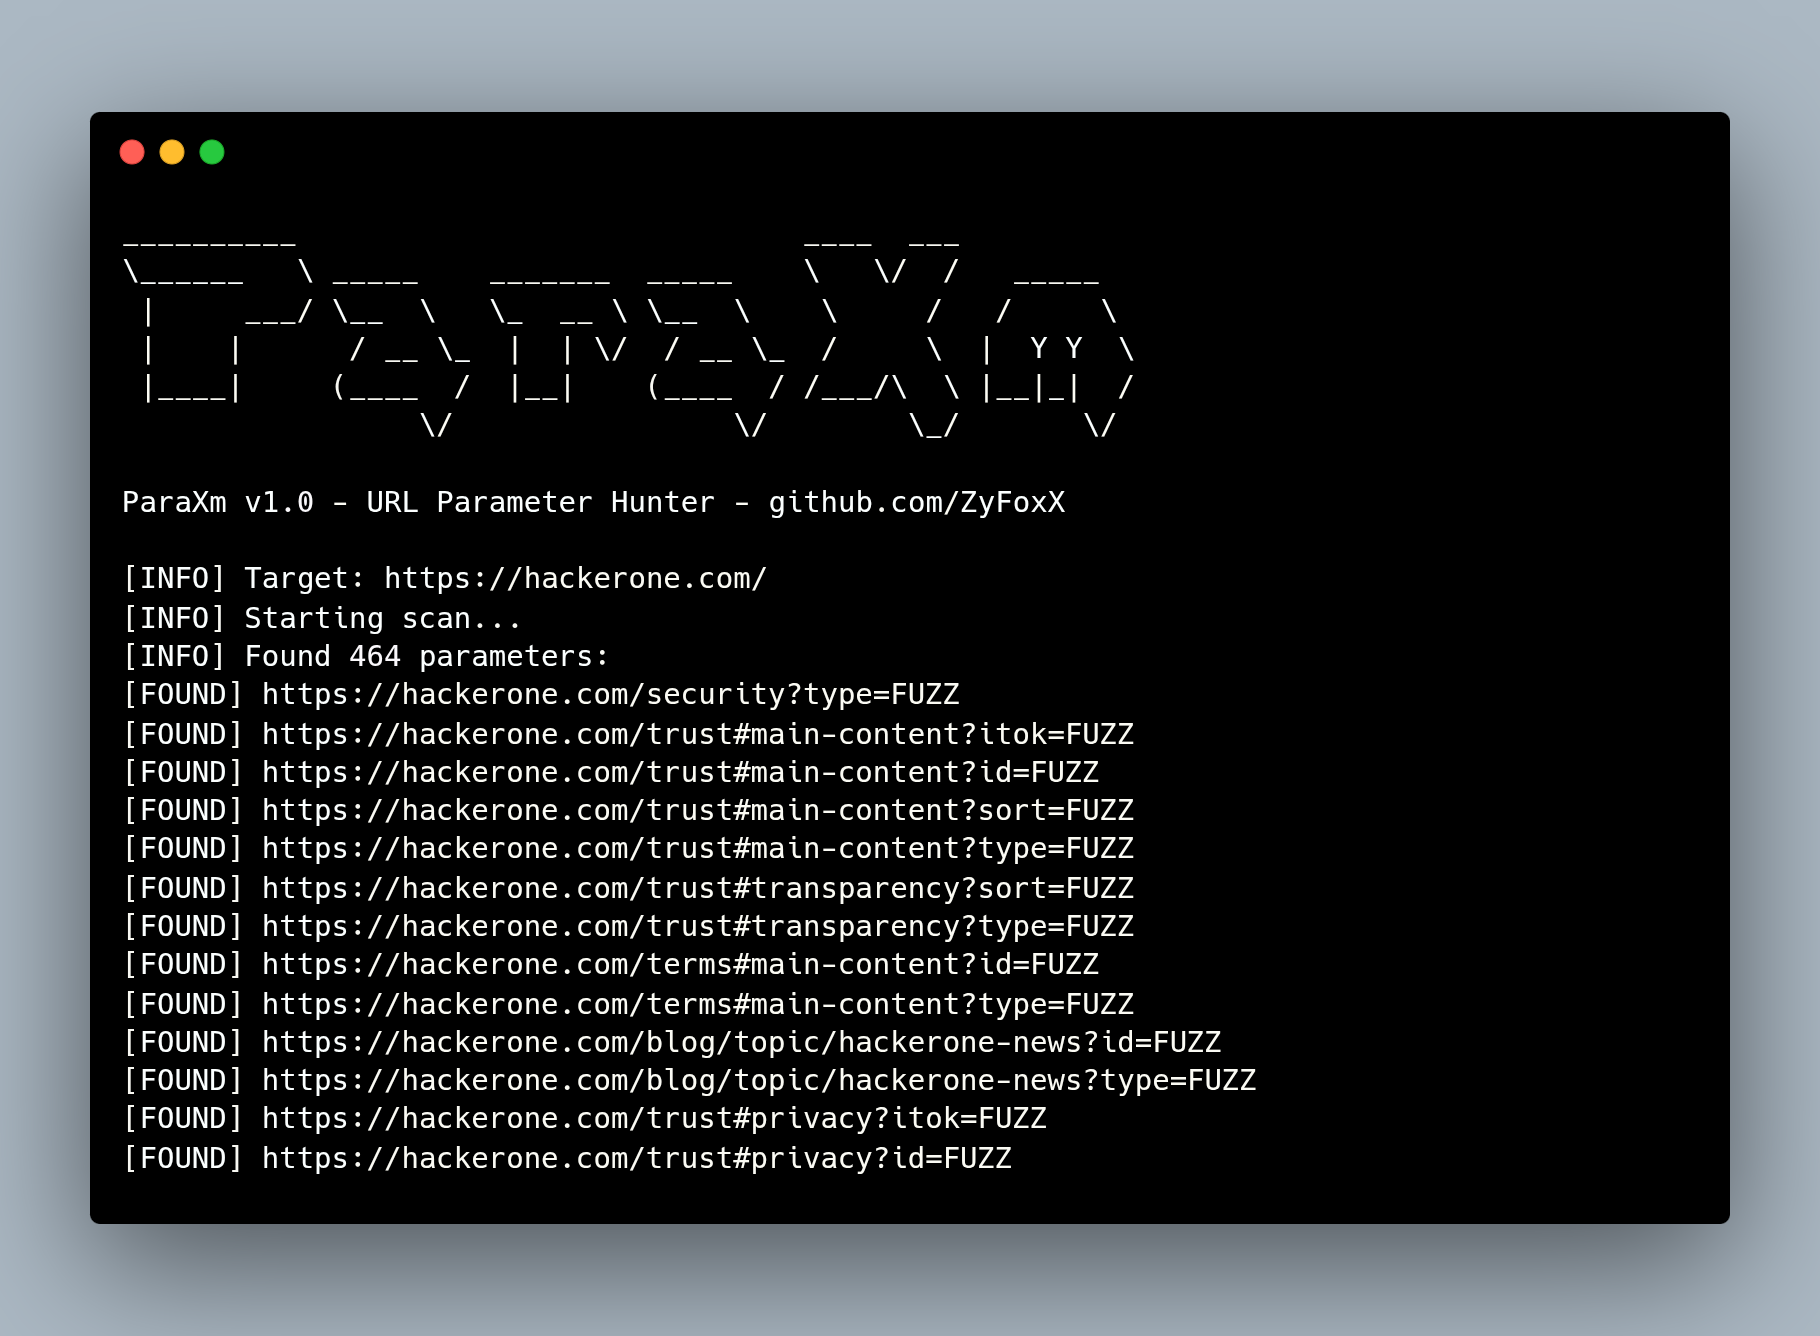 __________                             ____  ___
\______   \ _____    _______  _____    \   \/  /   _____
 |     ___/ \__  \   \_  __ \ \__  \    \     /   /     \
 |    |      / __ \_  |  | \/  / __ \_  /     \  |  Y Y  \
 |____|     (____  /  |__|    (____  / /___/\  \ |__|_|  /
                 \/                \/        \_/       \/
ParaXm v1.0 - URL Parameter Hunter - github.com/ZyFoxX
[INFO] Target: https://hackerone.com/
[INFO] Starting scan...
[INFO] Found 464 parameters:
[FOUND] https://hackerone.com/security?type=FUZZ
[FOUND] https://hackerone.com/trust#main-content?itok=FUZZ
[FOUND] https://hackerone.com/trust#main-content?id=FUZZ
[FOUND] https://hackerone.com/trust#main-content?sort=FUZZ
[FOUND] https://hackerone.com/trust#main-content?type=FUZZ
[FOUND] https://hackerone.com/trust#transparency?sort=FUZZ
[FOUND] https://hackerone.com/trust#transparency?type=FUZZ
[FOUND] https://hackerone.com/terms#main-content?id=FUZZ
[FOUND] https://hackerone.com/terms#main-content?type=FUZZ
[FOUND] https://hackerone.com/blog/topic/hackerone-news?id=FUZZ
[FOUND] https://hackerone.com/blog/topic/hackerone-news?type=FUZZ
[FOUND] https://hackerone.com/trust#privacy?itok=FUZZ
[FOUND] https://hackerone.com/trust#privacy?id=FUZZ